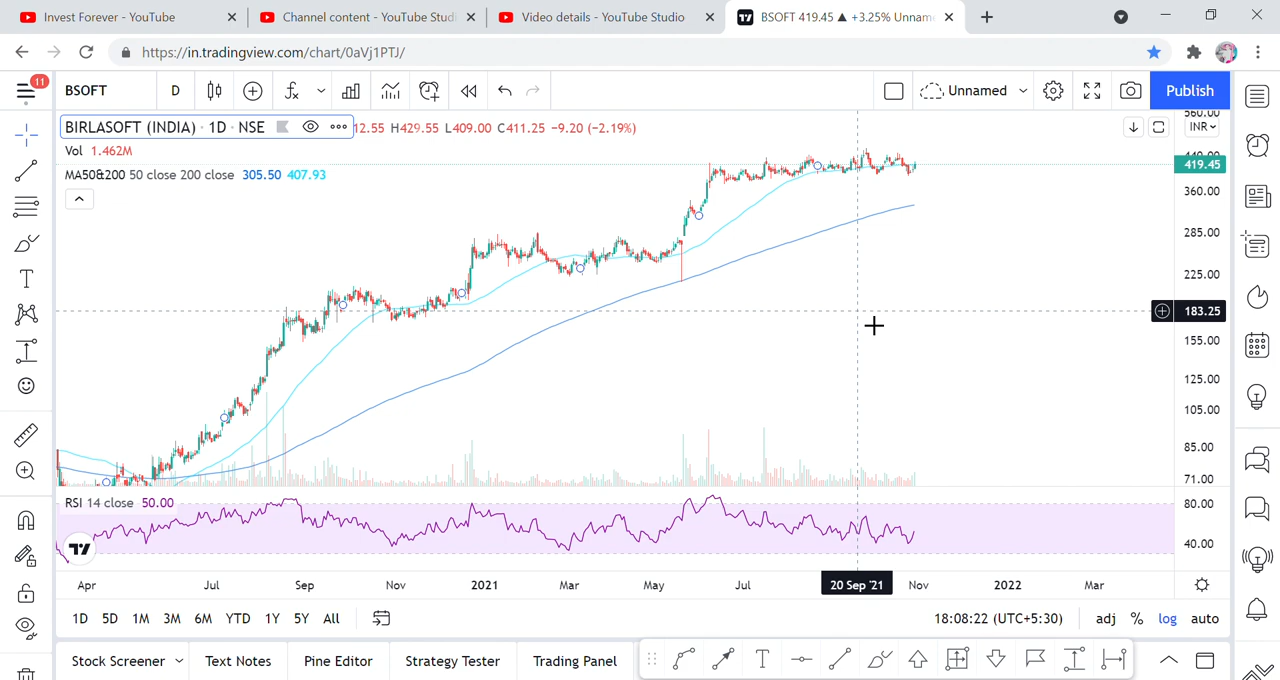 Invest Forever - YouTube
Channel content - YouTube Studi
Video details - YouTube Studio
BSOFT 419.45 ▲ +3.25% Unnam
https://in.tradingview.com/chart/0aVj1PTJ/
11
BSOFT D Unnamed Publish
BIRLASOFT (INDIA) · 1D · NSE 12.55 H429.55 L409.00 C411.25 −9.20 (−2.19%)
INR
Vol 1.462M
MA50&200 50 close 200 close 305.50 407.93
560.00
440.00
419.45
360.00
285.00
225.00
183.25
155.00
125.00
105.00
85.00
71.00
RSI 14 close 50.00
80.00
40.00
Apr Jul Sep Nov 2021 Mar May Jul 20 Sep '21 Nov 2022 Mar
1D 5D 1M 3M 6M YTD 1Y 5Y All 18:08:22 (UTC+5:30) adj % log auto
Stock Screener Text Notes Pine Editor Strategy Tester Trading Panel